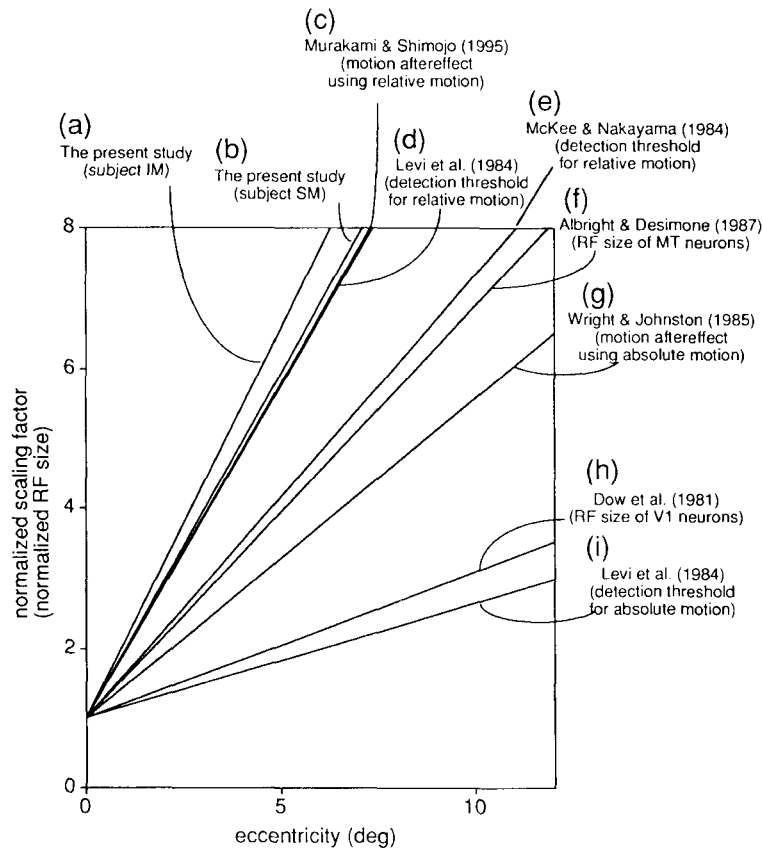 (c)
Murakami & Shimojo (1995)
(motion aftereffect
using relative motion)
(a)
The present study
(subject IM)
(b)
The present study
(subject SM)
(d)
Levi et al. (1984)
(detection threshold
for relative motion)
(e)
McKee & Nakayama (1984)
(detection threshold
for relative motion)
(f)
Albright & Desimone (1987)
(RF size of MT neurons)
(g)
Wright & Johnston (1985)
(motion aftereffect
using absolute motion)
(h)
Dow et al. (1981)
(RF size of V1 neurons)
(i)
Levi et al. (1984)
(detection threshold
for absolute motion)
8
6
4
2
0
normalized scaling factor
(normalized RF size)
0
5
10
eccentricity (deg)